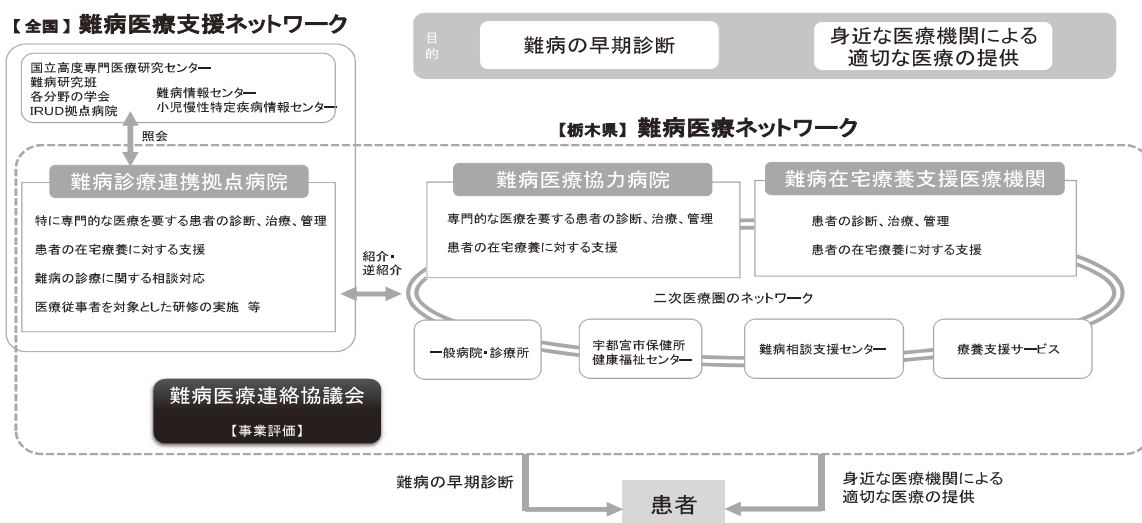 【全国】難病医療支援ネットワーク
国立高度専門医療研究センター
難病研究班
各分野の学会
IRUD拠点病院
難病情報センター
小児慢性特定疾病情報センター
照会
目的
難病の早期診断
身近な医療機関による
適切な医療の提供
【栃木県】難病医療ネットワーク
難病診療連携拠点病院
特に専門的な医療を要する患者の診断、治療、管理
患者の在宅療養に対する支援
難病の診療に関する相談対応
医療従事者を対象とした研修の実施 等
紹介・
逆紹介
難病医療協力病院
専門的な医療を要する患者の診断、治療、管理
患者の在宅療養に対する支援
難病在宅療養支援医療機関
患者の診断、治療、管理
患者の在宅療養に対する支援
二次医療圏のネットワーク
一般病院・診療所
宇都宮市保健所
健康福祉センター
難病相談支援センター
療養支援サービス
難病医療連絡協議会
【事業評価】
難病の早期診断
患者
身近な医療機関による
適切な医療の提供